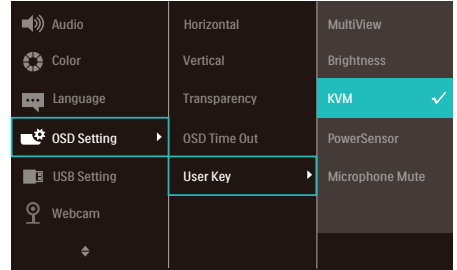 Audio
Color
Language
OSD Setting
USB Setting
Webcam
Horizontal
Vertical
Transparency
OSD Time Out
User Key
MultiView
Brightness
KVM
PowerSensor
Microphone Mute